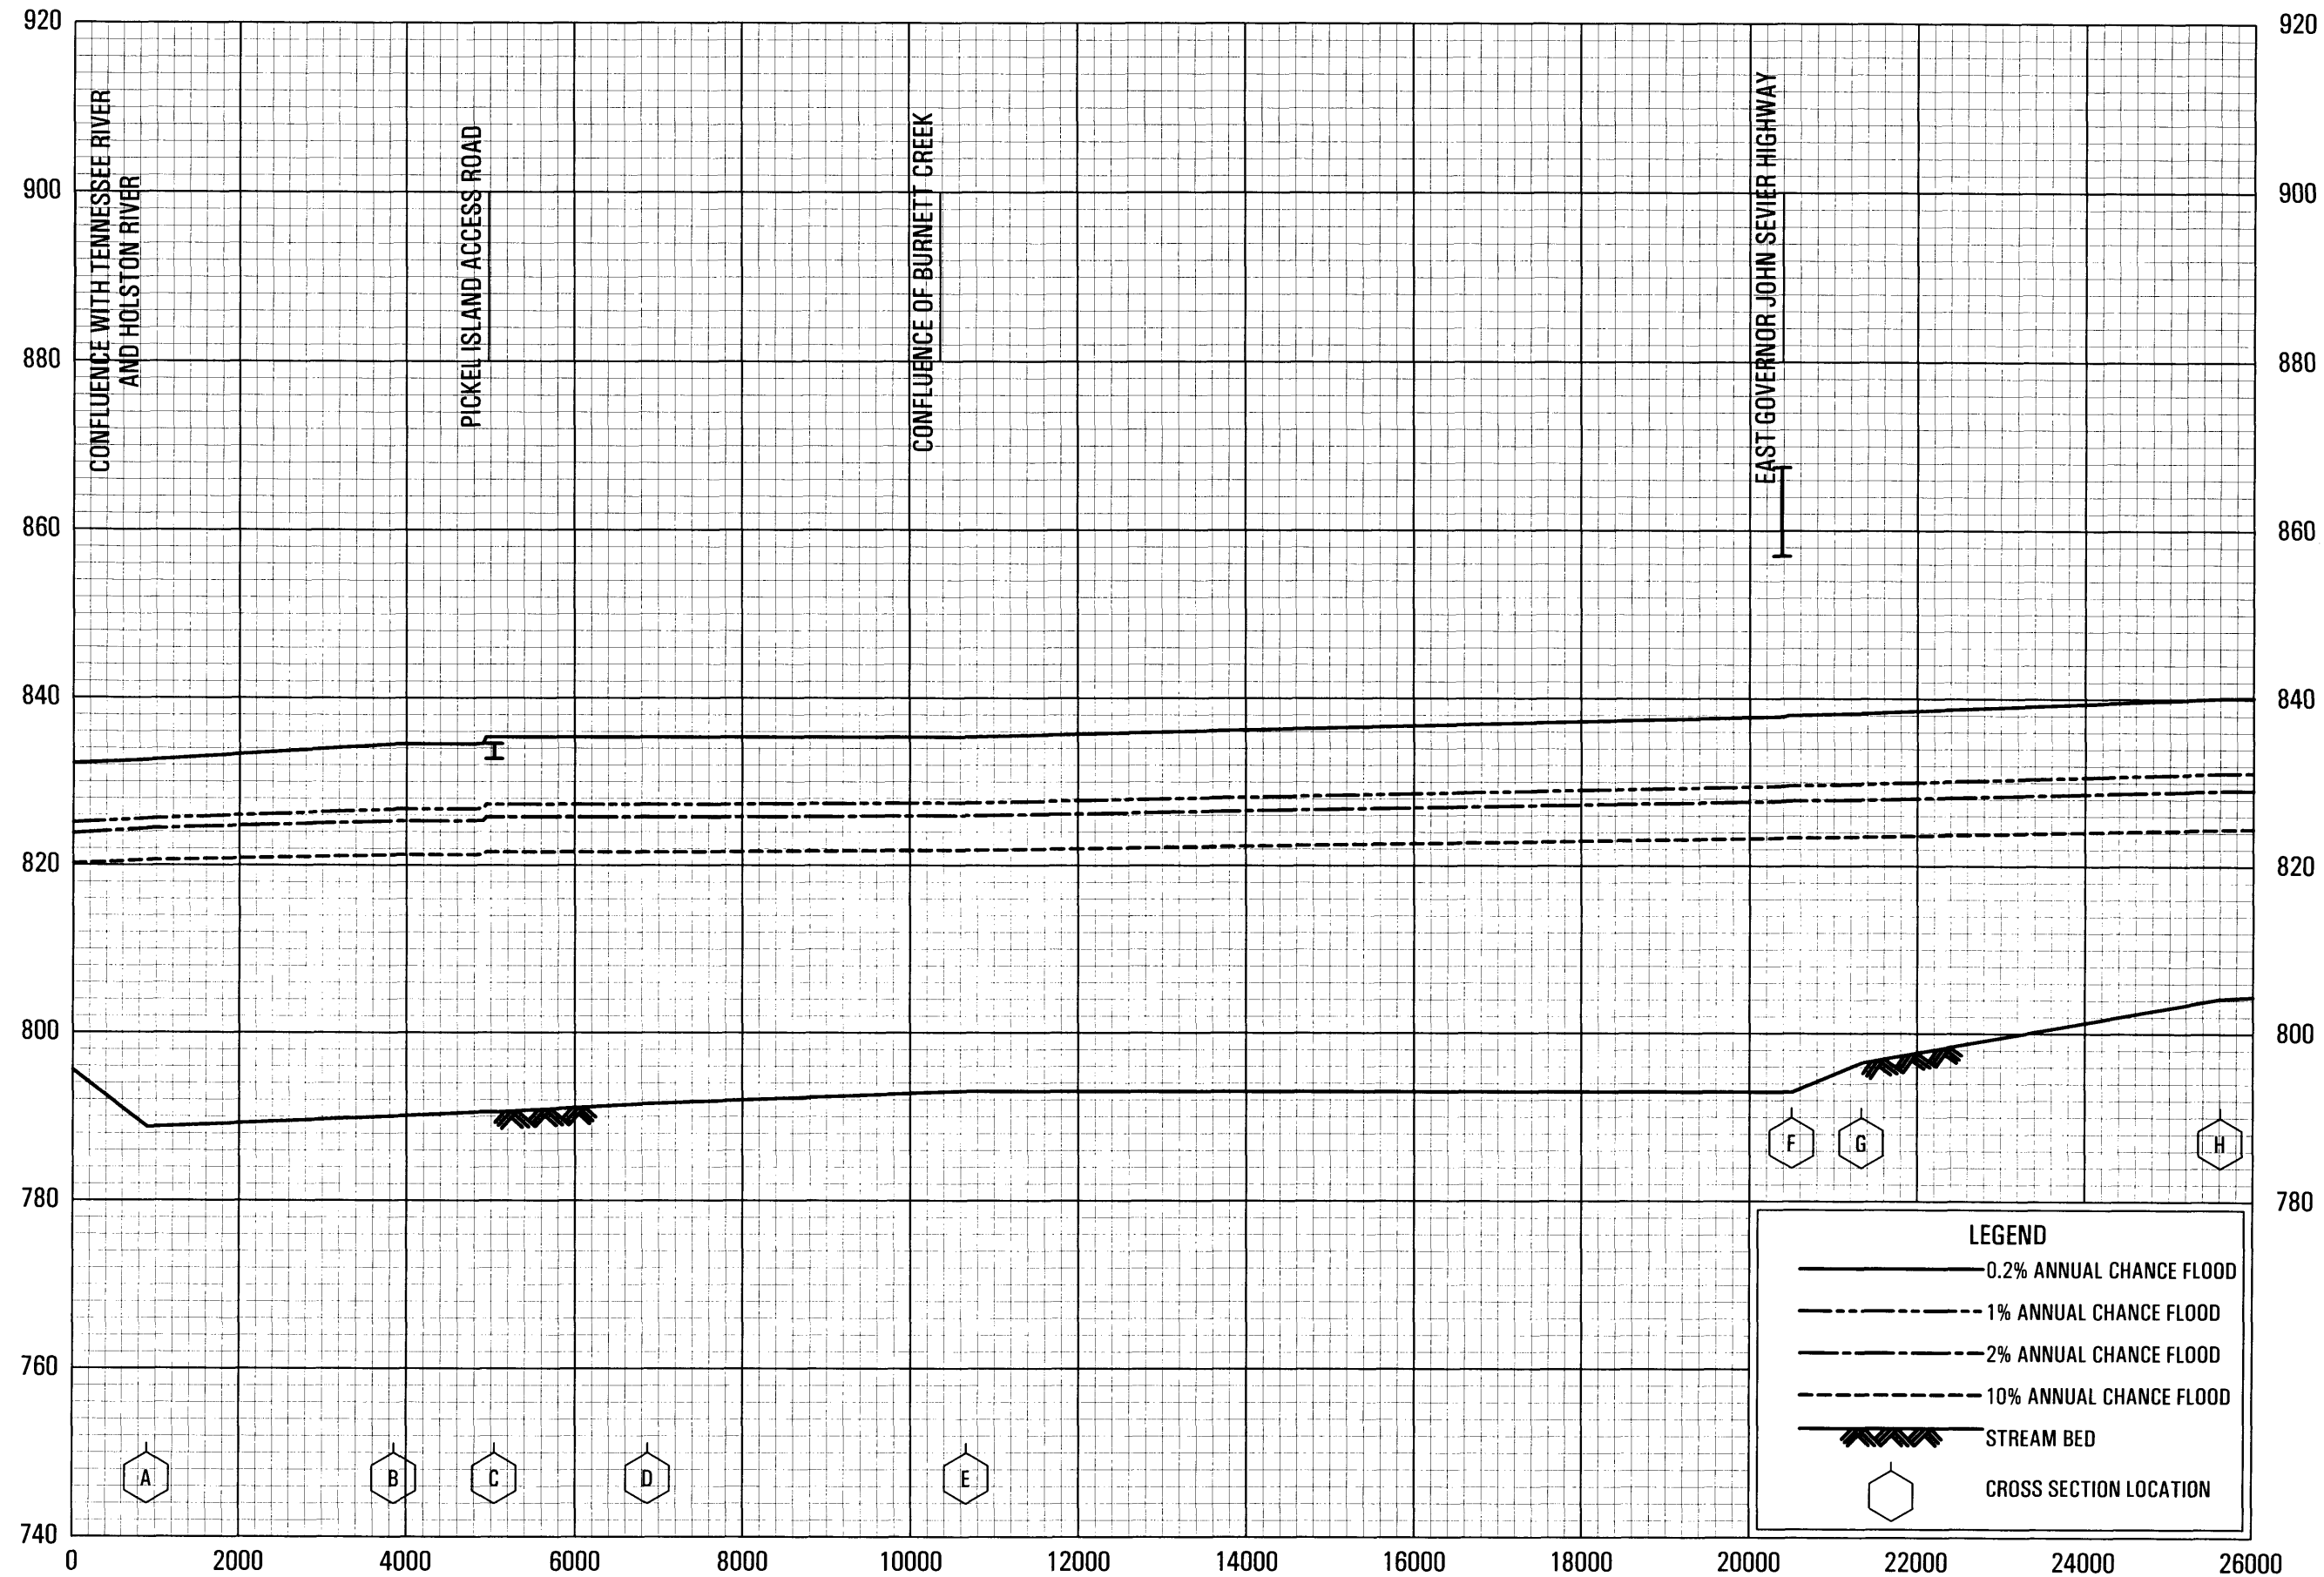 920
900
880
860
840
820
800
780
760
740
920
900
880
860
840
820
800
780
CONFLUENCE WITH TENNESSEE RIVER
AND HOLSTON RIVER
PICKEL ISLAND ACCESS ROAD
CONFLUENCE OF BURNETT CREEK
EAST GOVERNOR JOHN SEVIER HIGHWAY
A
B
C
D
E
F
G
H
LEGEND
0.2% ANNUAL CHANCE FLOOD
1% ANNUAL CHANCE FLOOD
2% ANNUAL CHANCE FLOOD
10% ANNUAL CHANCE FLOOD
STREAM BED
CROSS SECTION LOCATION
0 2000 4000 6000 8000 10000 12000 14000 16000 18000 20000 22000 24000 26000